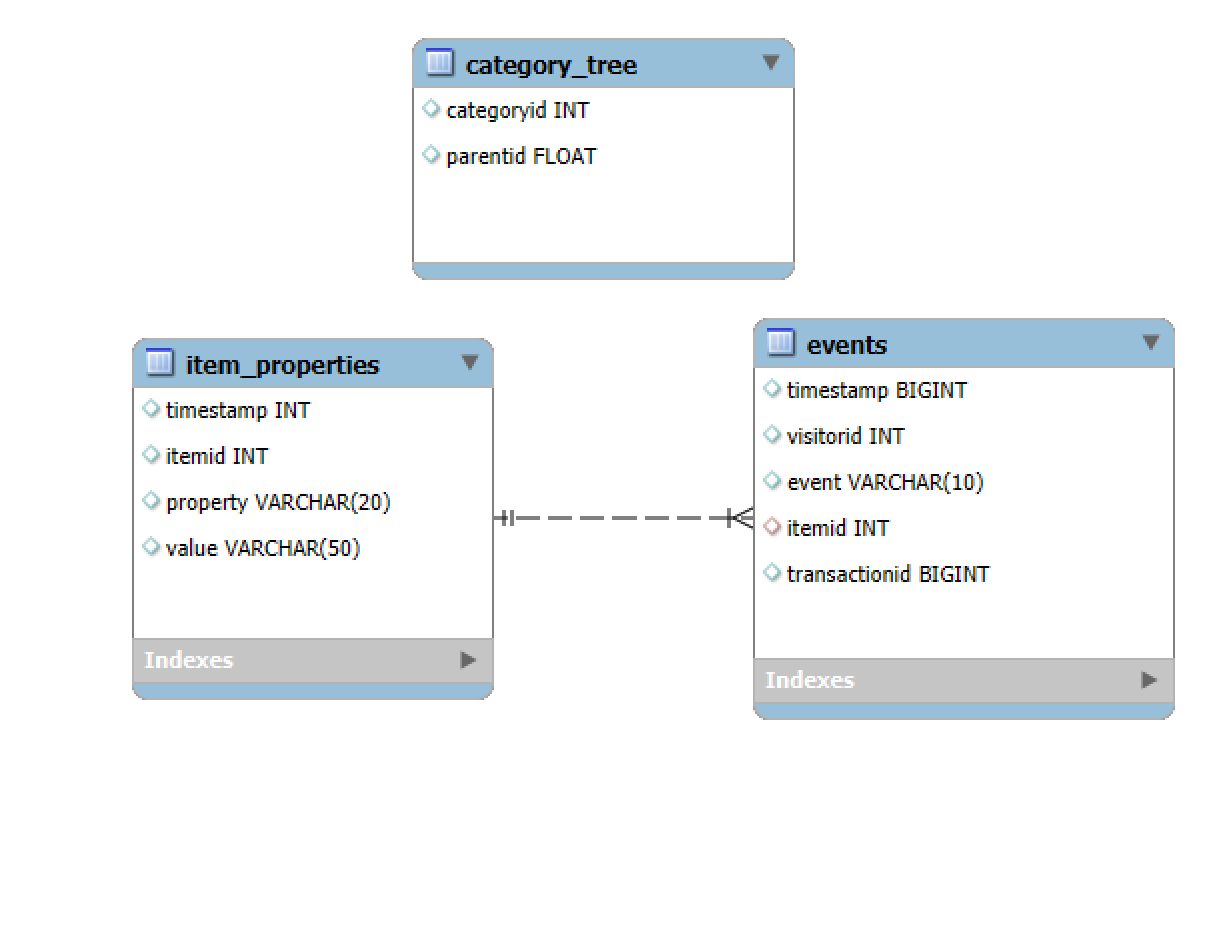 category_tree
categoryid INT
parentid FLOAT
item_properties
timestamp INT
itemid INT
property VARCHAR(20)
value VARCHAR(50)
Indexes
events
timestamp BIGINT
visitorid INT
event VARCHAR(10)
itemid INT
transactionid BIGINT
Indexes